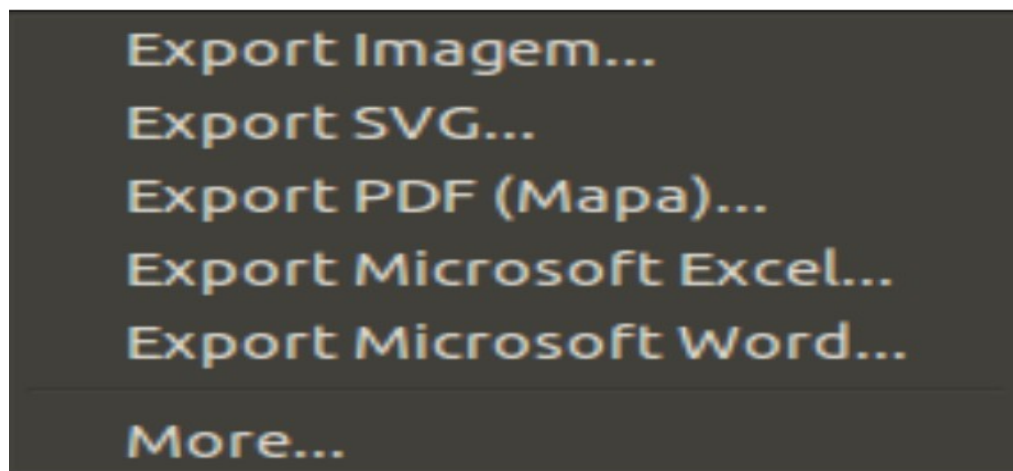 Export Imagem...
Export SVG...
Export PDF (Mapa)...
Export Microsoft Excel...
Export Microsoft Word...
More...